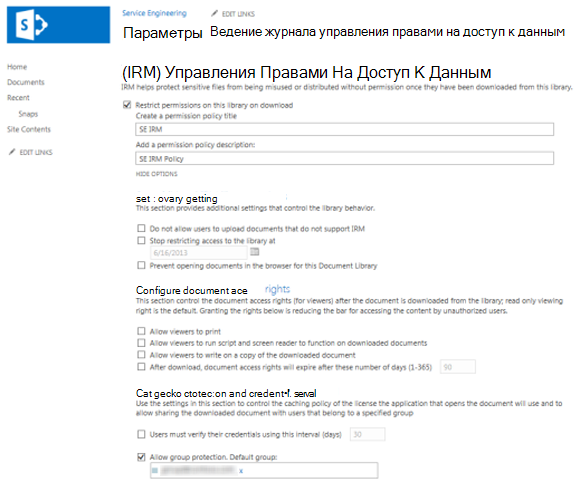 Service Engineering EDIT LINKS
Параметры Ведение журнала управления правами на доступ к данным
Home
Documents
Recent
Snaps
Site Contents
EDIT LINKS
(IRM) Управления Правами На Доступ К Данным
IRM helps protect sensitive files from being misused or distributed without permission once they have been downloaded from this library.
Restrict permissions on this library on download
Create a permission policy title
SE IRM
Add a permission policy description:
SE IRM Policy
HIDE OPTIONS
set : ovary getting
This section provides additional settings that control the library behavior.
Do not allow users to upload documents that do not support IRM
Stop restricting access to the library at
6/16/2013
Prevent opening documents in the browser for this Document Library
Configure document ace rights
This section control the document access rights (for viewers) after the document is downloaded from the library; read only viewing
right is the default. Granting the rights below is reducing the bar for accessing the content by unauthorized users.
Allow viewers to print
Allow viewers to run script and screen reader to function on downloaded documents
Allow viewers to write on a copy of the downloaded document
After download, document access rights will expire after these number of days (1-365) 90
Cat gecko ctotec:on and credent•f. serval
Use the settings in this section to control the caching policy of the license the application that opens the document will use and to
allow sharing the downloaded document with users that belong to a specified group
Users must verify their credentials using this interval (days) 30
Allow group protection. Default group:
x